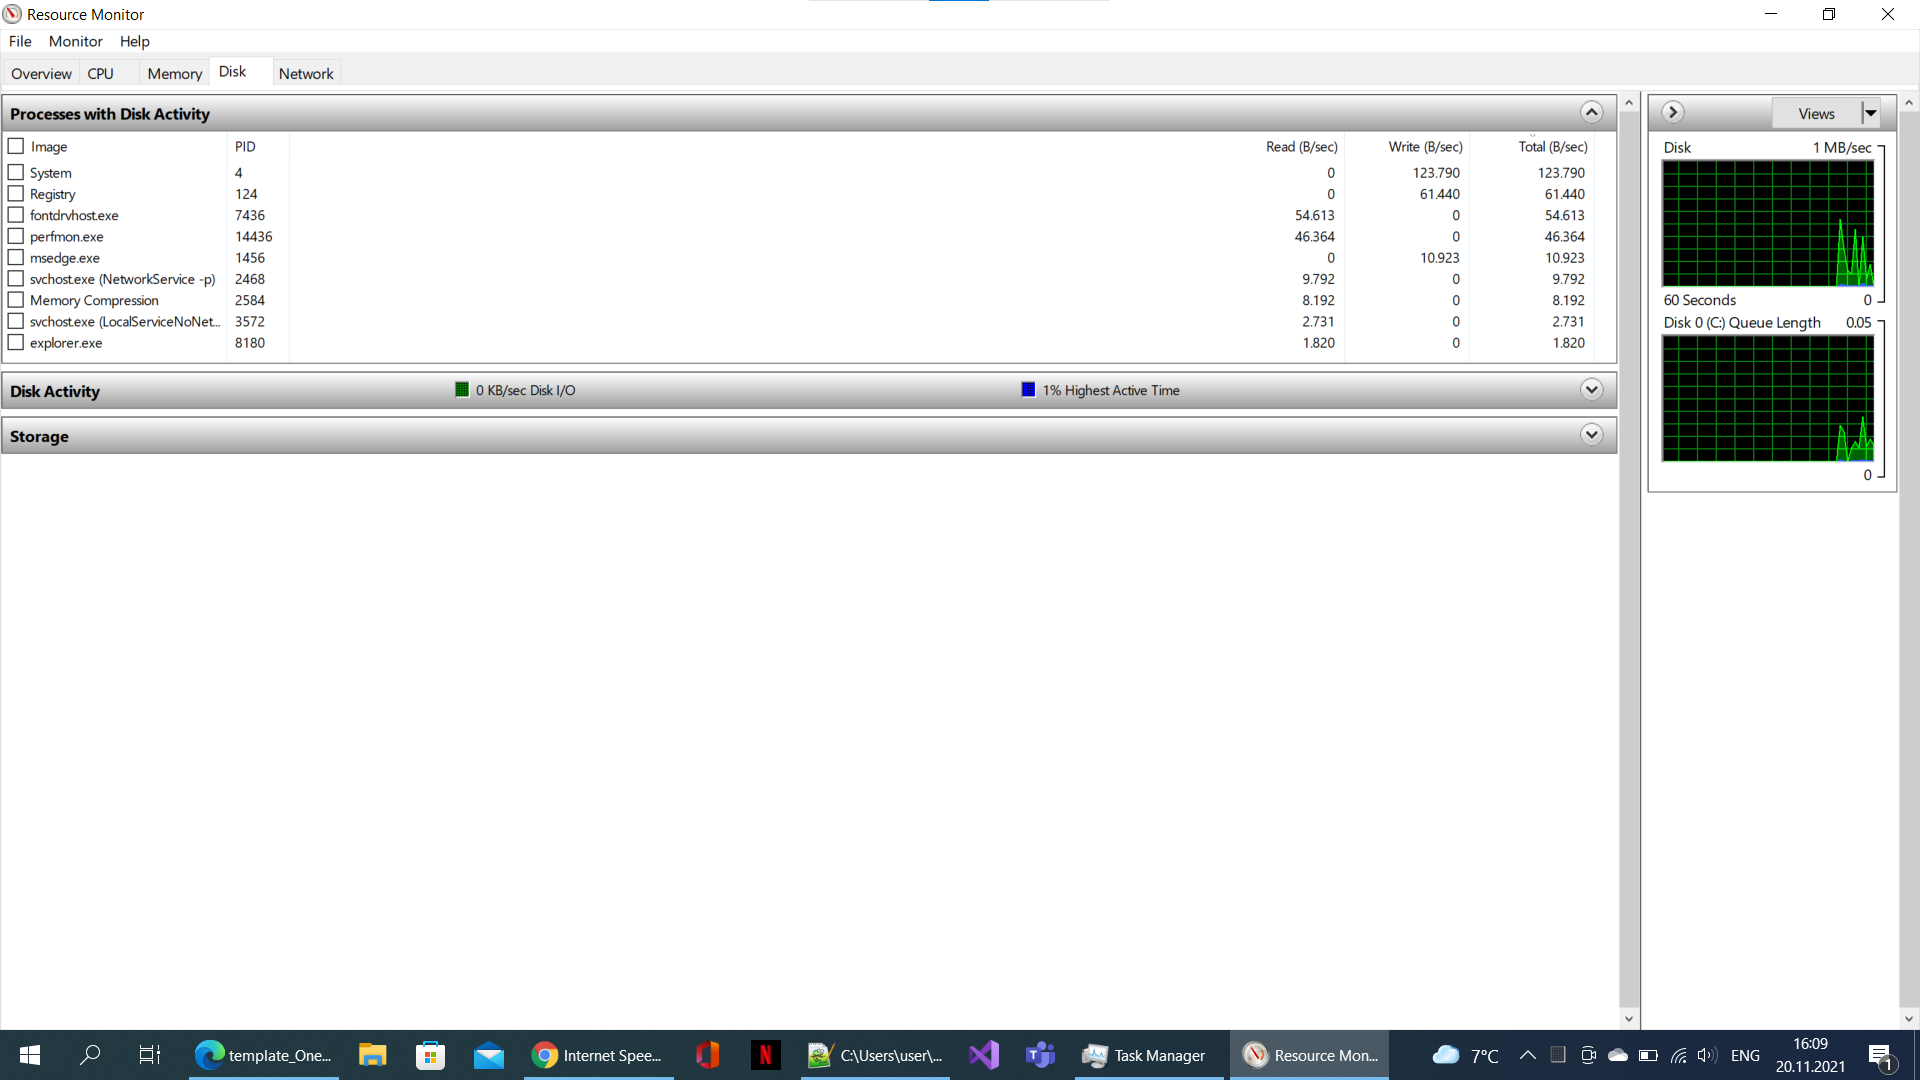 Resource Monitor
File Monitor Help
Overview CPU Memory Disk Network
Processes with Disk Activity
Image PID Read (B/sec) Write (B/sec) Total (B/sec)
System 4 0 123.790 123.790
Registry 124 0 61.440 61.440
fontdrvhost.exe 7436 54.613 0 54.613
perfmon.exe 14436 46.364 0 46.364
msedge.exe 1456 0 10.923 10.923
svchost.exe (NetworkService -p) 2468 9.792 0 9.792
Memory Compression 2584 8.192 0 8.192
svchost.exe (LocalServiceNoNet... 3572 2.731 0 2.731
explorer.exe 8180 1.820 0 1.820
Disk Activity 0 KB/sec Disk I/O 1% Highest Active Time
Storage
Views
Disk 1 MB/sec
60 Seconds 0
Disk 0 (C:) Queue Length 0.05
0
template_One... Internet Spee... N C:\Users\user\... Task Manager Resource Mon... 7°C ENG 16:09
20.11.2021
1